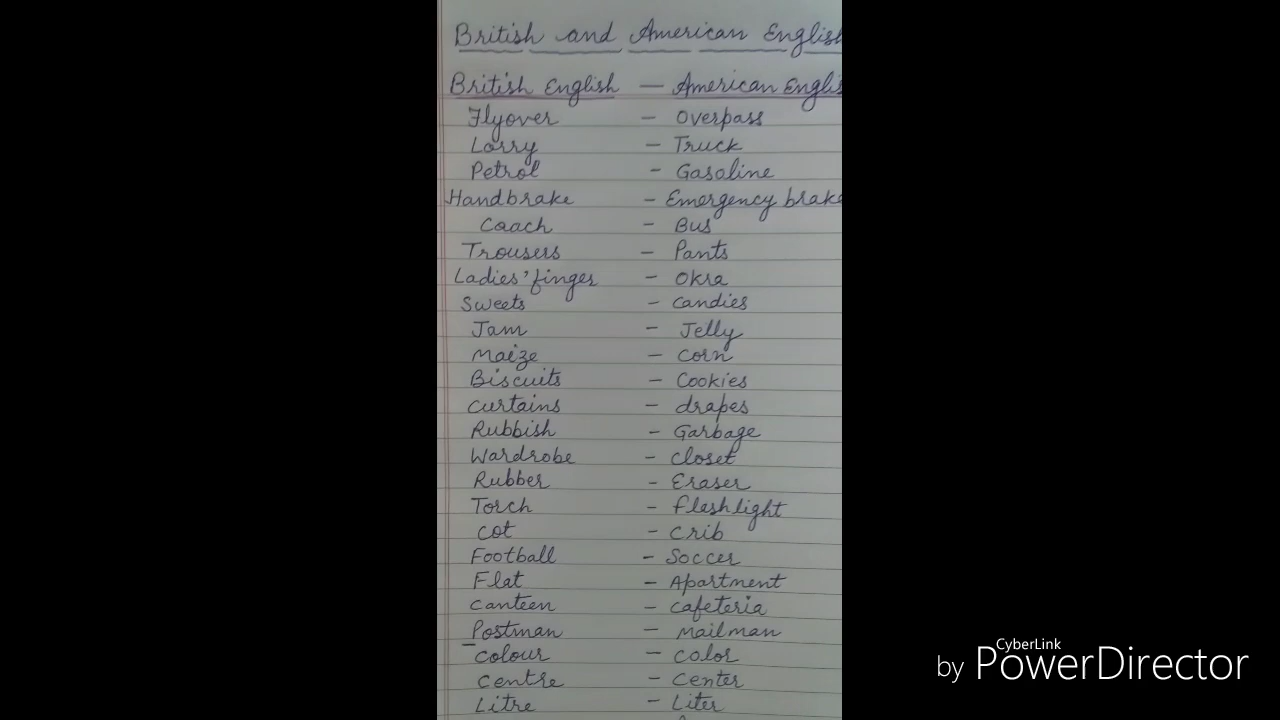 British and American English
British English — American Englis
Flyover – Overpass
Lorry – Truck
Petrol – Gasoline
Handbrake – Emergency brake
Coach – Bus
Trousers – Pants
Ladies' finger – Okra
Sweets – candies
Jam – Jelly
Maize – Corn
Biscuits – Cookies
curtains – drapes
Rubbish – Garbage
Wardrobe – closet
Rubber – Eraser
Torch – flashlight
cot – Crib
Football – Soccer
Flat – Apartment
canteen – cafeteria
Postman – Mailman
colour – color
centre – Center
Litre – Liter
CyberLink
by PowerDirector